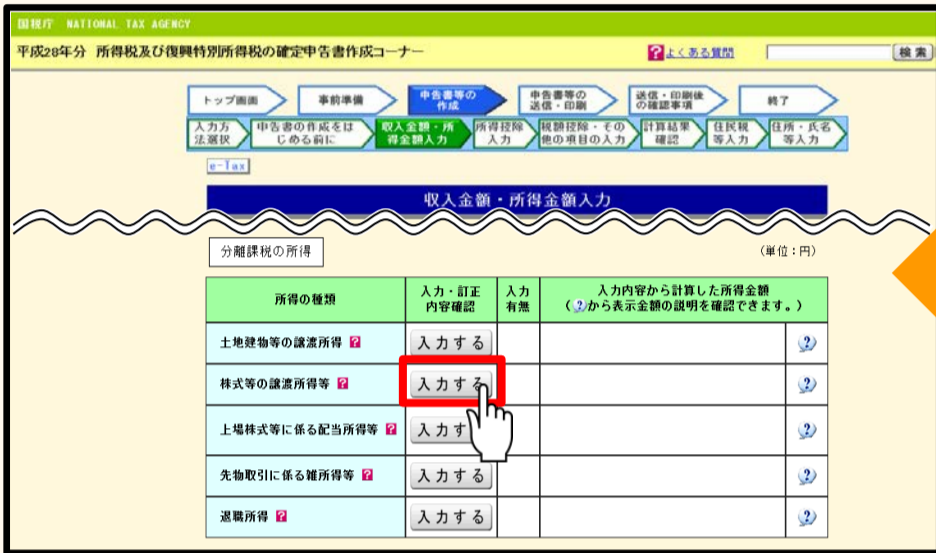 国税庁 NATIONAL TAX AGENCY
平成28年分 所得税及び復興特別所得税の確定申告書作成コーナー
?よくある質問
検索
トップ画面
事前準備
申告書等の
作成
申告書等の
送信・印刷
送信・印刷後
の確認事項
終了
入力方
法選択
申告書の作成をは
じめる前に
収入金額・所
得金額入力
所得控除
入力
税額控除・その
他の項目の入力
計算結果
確認
住民税
等入力
住所・氏名
等入力
e-Tax
収入金額・所得金額入力
分離課税の所得
(単位:円)
所得の種類
入力・訂正
内容確認
入力
有無
入力内容から計算した所得金額
(?から表示金額の説明を確認できます。)
土地建物等の譲渡所得 ?
入力する
?
株式等の譲渡所得等 ?
入力する
?
上場株式等に係る配当所得等 ?
入力す
?
先物取引に係る雑所得等 ?
入力する
?
退職所得 ?
入力する
?